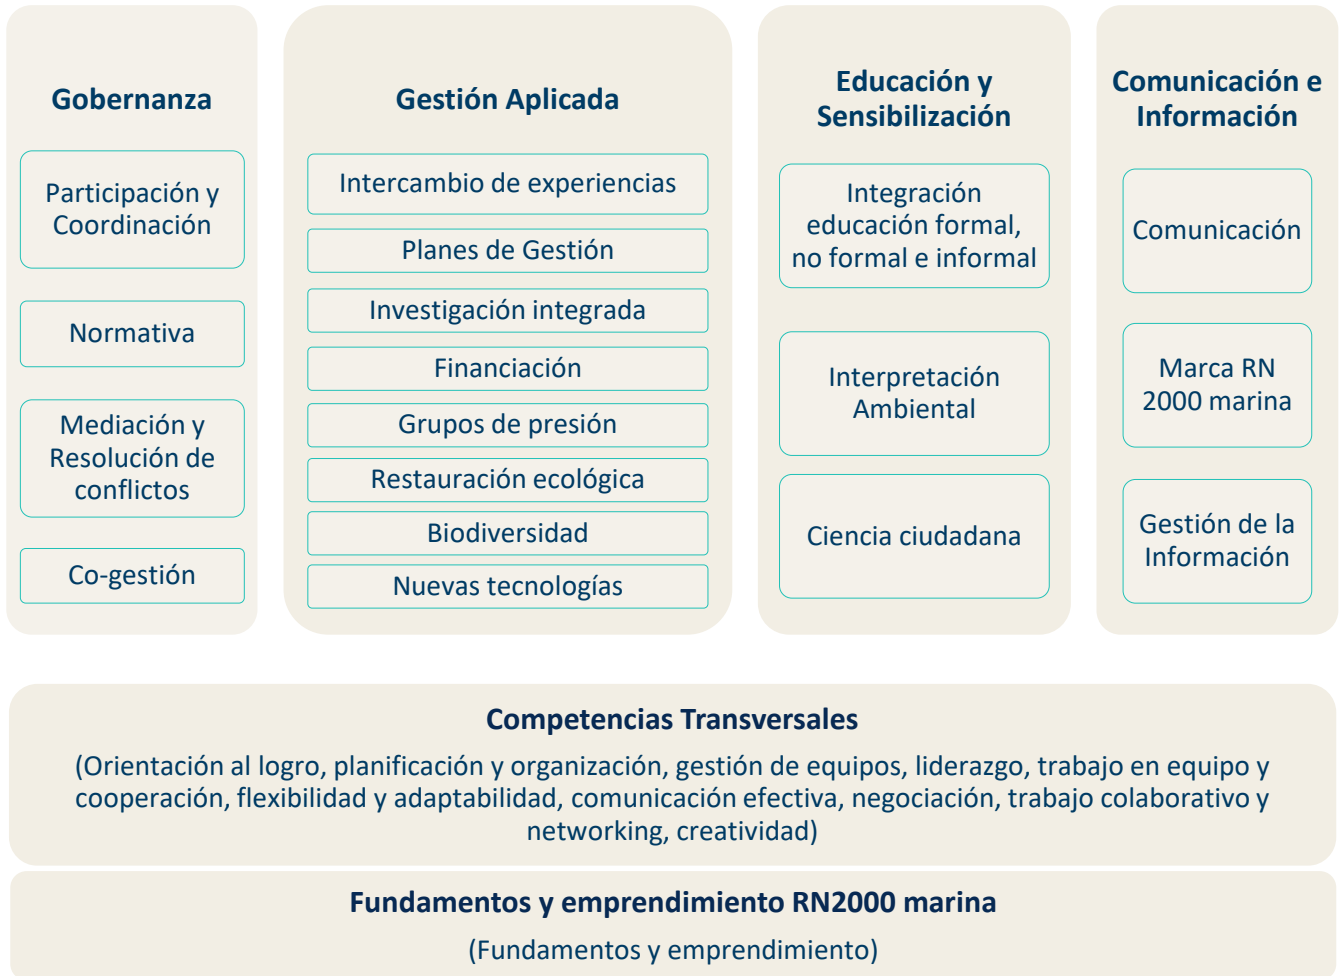 Gobernanza
Participación y
Coordinación
Normativa
Mediación y
Resolución de
conflictos
Co-gestión
Gestión Aplicada
Intercambio de experiencias
Planes de Gestión
Investigación integrada
Financiación
Grupos de presión
Restauración ecológica
Biodiversidad
Nuevas tecnologías
Educación y
Sensibilización
Integración
educación formal,
no formal e informal
Interpretación
Ambiental
Ciencia ciudadana
Comunicación e
Información
Comunicación
Marca RN
2000 marina
Gestión de la
Información
Competencias Transversales
(Orientación al logro, planificación y organización, gestión de equipos, liderazgo, trabajo en equipo y
cooperación, flexibilidad y adaptabilidad, comunicación efectiva, negociación, trabajo colaborativo y
networking, creatividad)
Fundamentos y emprendimiento RN2000 marina
(Fundamentos y emprendimiento)